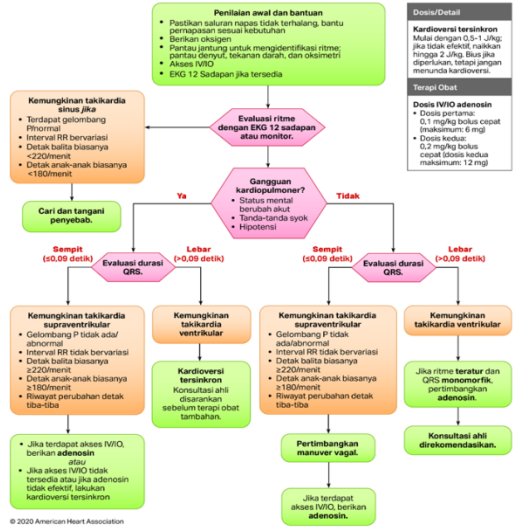 Penilaian awal dan bantuan
• Pastikan saluran napas tidak terhalang, bantu
pernapasan sesuai kebutuhan
• Berikan oksigen
• Pantau jantung untuk mengidentifikasi ritme;
pantau denyut, tekanan darah, dan oksimetri
• Akses IV/IO
• EKG 12 Sadapan jika tersedia
Dosis/Detail
Kardioversi tersinkron
Mulai dengan 0,5-1 J/kg;
jika tidak efektif, naikkan
hingga 2 J/kg. Bius jika
diperlukan, tetapi jangan
menunda kardioversi.
Terapi Obat
Dosis IV/IO adenosin
• Dosis pertama:
0,1 mg/kg bolus cepat
(maksimum: 6 mg)
• Dosis kedua:
0,2 mg/kg bolus
cepat (dosis kedua
maksimum: 12 mg)
Kemungkinan takikardia
sinus jika
• Terdapat gelombang
P/normal
• Interval RR bervariasi
• Detak balita biasanya
<220/menit
• Detak anak-anak biasanya
<180/menit
Evaluasi ritme
dengan EKG 12 sadapan
atau monitor.
Cari dan tangani
penyebab.
Gangguan
kardiopulmoner?
• Status mental
berubah akut
• Tanda-tanda syok
• Hipotensi
Ya
Tidak
Sempit
(≤0,09 detik)
Evaluasi durasi
QRS.
Lebar
(>0,09 detik)
Sempit
(≤0,09 detik)
Evaluasi durasi
QRS.
Lebar
(>0,09 detik)
Kemungkinan takikardia
supraventrikular
• Gelombang P tidak ada/
abnormal
• Interval RR tidak bervariasi
• Detak balita biasanya
≥220/menit
• Detak anak-anak biasanya
≥180/menit
• Riwayat perubahan detak
tiba-tiba
Kemungkinan
takikardia
ventrikular
Kardioversi
tersinkron
Konsultasi ahli
disarankan
sebelum terapi obat
tambahan.
Kemungkinan takikardia
supraventrikular
• Gelombang P tidak
ada/abnormal
• Interval RR tidak bervariasi
• Detak balita biasanya
≥220/menit
• Detak anak-anak biasanya
≥180/menit
• Riwayat perubahan detak
tiba-tiba
Kemungkinan
takikardia ventrikular
Jika ritme teratur dan
QRS monomorfik,
pertimbangkan
adenosin.
Konsultasi ahli
direkomendasikan.
• Jika terdapat akses IV/IO,
berikan adenosin
atau
• Jika akses IV/IO tidak
tersedia atau jika adenosin
tidak efektif, lakukan
kardioversi tersinkron
Pertimbangkan
manuver vagal.
Jika terdapat
akses IV/IO, berikan
adenosin.
© 2020 American Heart Association